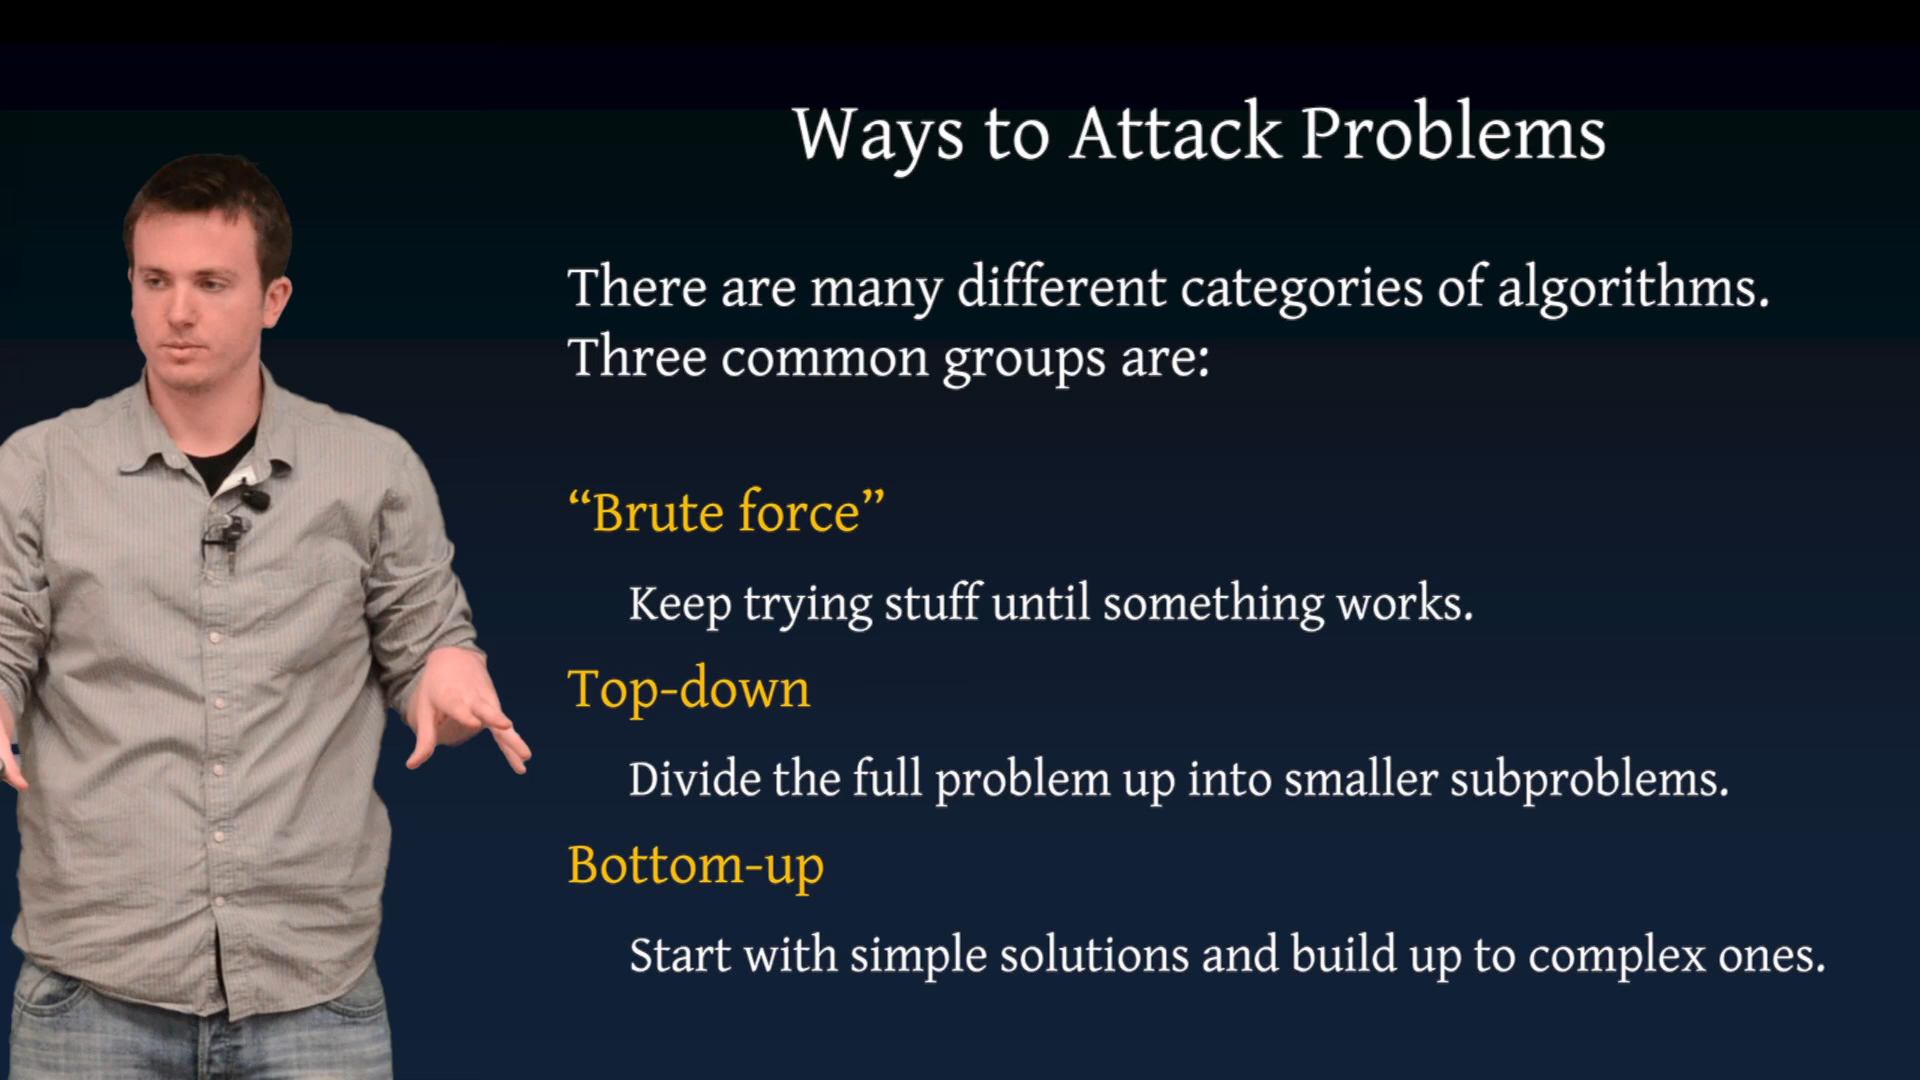 Ways to Attack Problems
There are many different categories of algorithms.
Three common groups are:
“Brute force”
Keep trying stuff until something works.
Top-down
Divide the full problem up into smaller subproblems.
Bottom-up
Start with simple solutions and build up to complex ones.